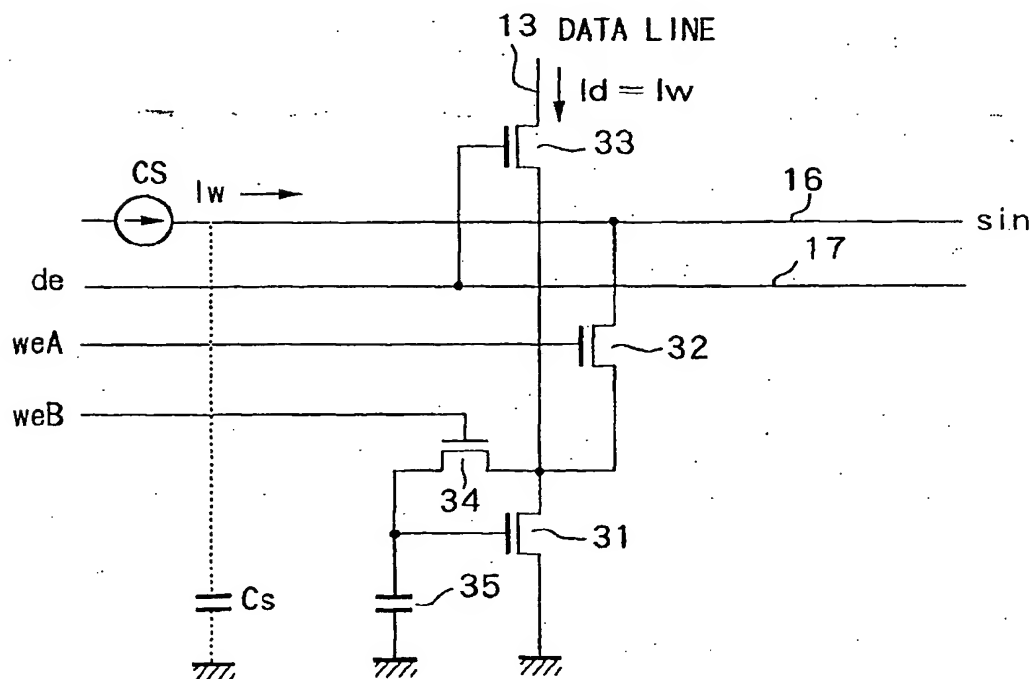 13 DATA LINE
Id = Iw
33
CS
Iw
16
sin
17
de
weA
32
weB
34
31
35
Cs